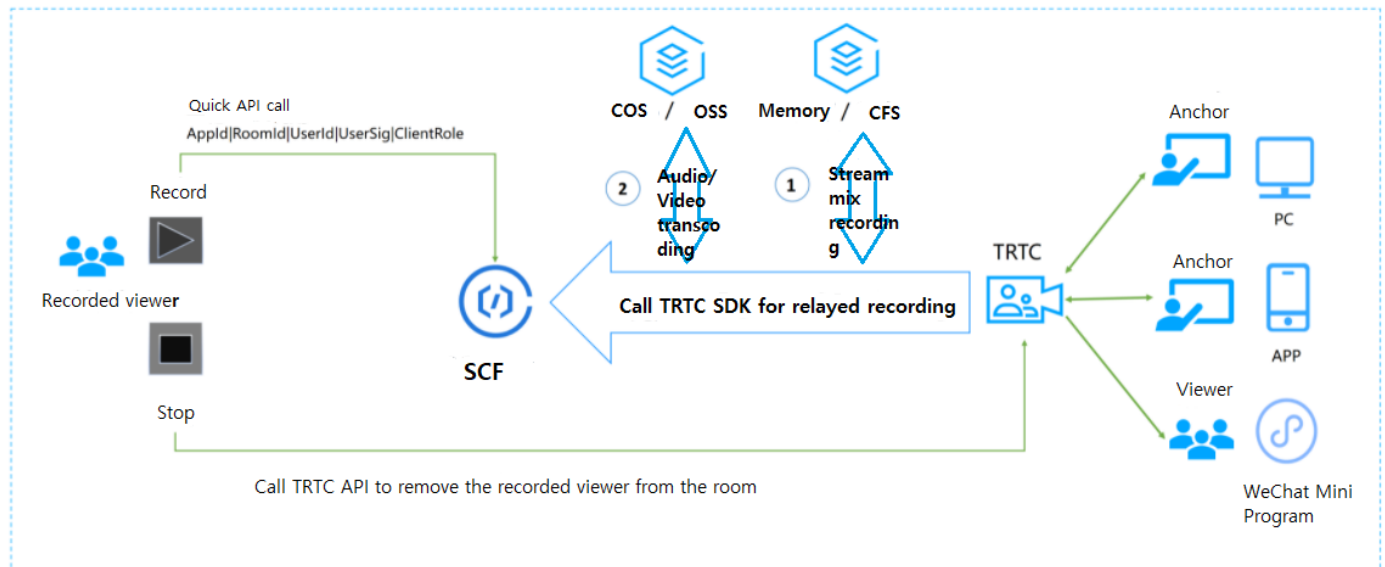 COS / OSS
Memory / CFS
Quick API call
AppId|RoomId|UserId|UserSig|ClientRole
Anchor
Record
2
Audio/
Video
transco
ding
1
Stream
mix
recordin
g
PC
TRTC
Anchor
Recorded viewer
Call TRTC SDK for relayed recording
SCF
APP
Viewer
Stop
Call TRTC API to remove the recorded viewer from the room
WeChat Mini
Program